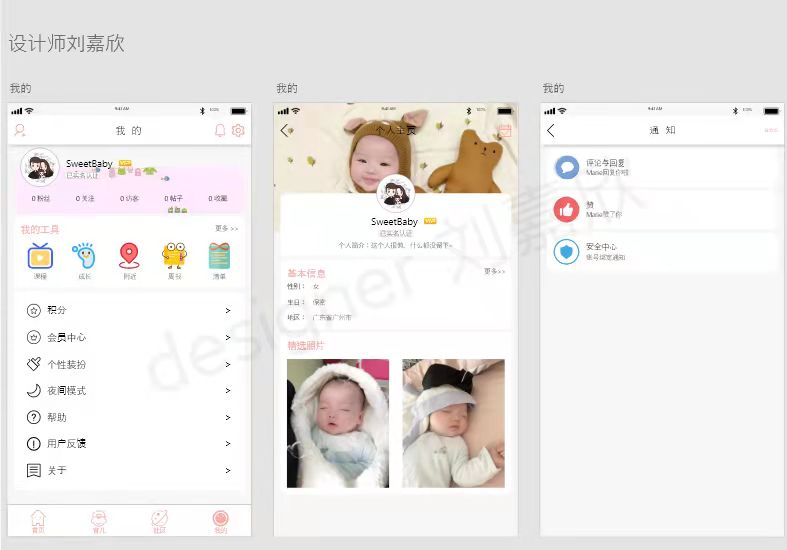 设计师刘嘉欣
我的
9:41 AM 100%
我 的
SweetBaby VIP
已实名认证
0 粉丝 0 关注 0 访客 0 帖子 0 收藏
我的工具 更多 >>
课程 成长 附近 周书 清单
积分 >
会员中心 >
个性装扮 >
夜间模式 >
帮助 >
用户反馈 >
关于 >
首页 育儿 社区 我的
我的
9:41 AM 100%
个人主页
SweetBaby VIP
已实名认证
个人简介:这个人很懒,什么都没留下~
基本信息 更多>>
性别: 女
生日: 保密
地区: 广东省广州市
精选照片
我的
9:41 AM 100%
通 知
评论与回复
Marie回复你啦
赞
Marie赞了你
安全中心
账号绑定通知
designer 刘嘉欣